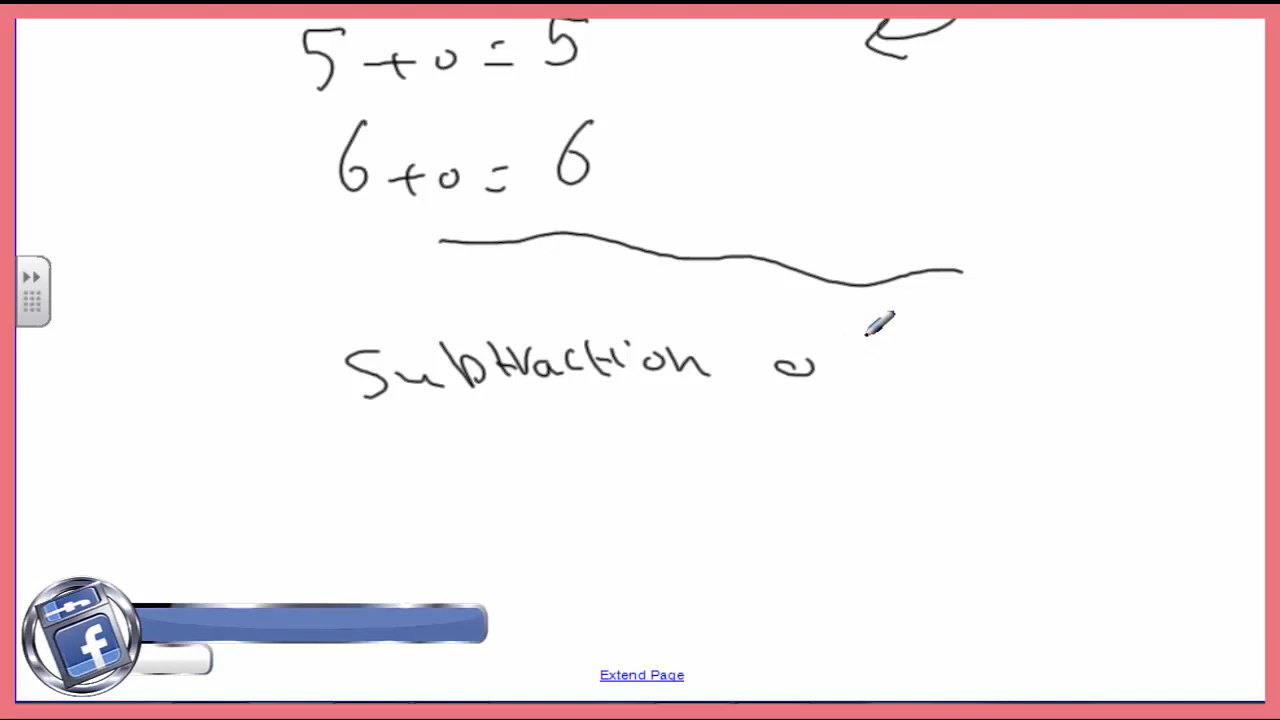 5 + 0 = 5
6 + 0 = 6
Subtraction o
Extend Page